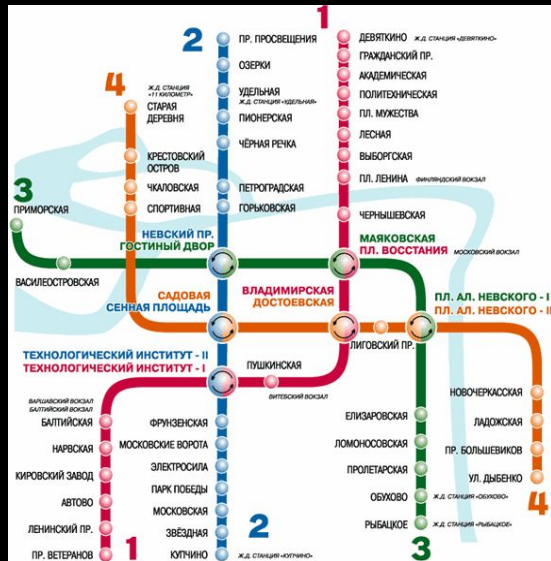 1
2
ПР. ПРОСВЕЩЕНИЯ
ОЗЕРКИ
УДЕЛЬНАЯ
Ж.Д. СТАНЦИЯ «УДЕЛЬНАЯ»
ПИОНЕРСКАЯ
ЧЁРНАЯ РЕЧКА
ПЕТРОГРАДСКАЯ
ГОРЬКОВСКАЯ
ДЕВЯТКИНО
Ж.Д. СТАНЦИЯ «ДЕВЯТКИНО»
ГРАЖДАНСКИЙ ПР.
АКАДЕМИЧЕСКАЯ
ПОЛИТЕХНИЧЕСКАЯ
ПЛ. МУЖЕСТВА
ЛЕСНАЯ
ВЫБОРГСКАЯ
ПЛ. ЛЕНИНА
ФИНЛЯНДСКИЙ ВОКЗАЛ
ЧЕРНЫШЕВСКАЯ
4
Ж.Д. СТАНЦИЯ
«11 КИЛОМЕТР»
СТАРАЯ
ДЕРЕВНЯ
КРЕСТОВСКИЙ
ОСТРОВ
ЧКАЛОВСКАЯ
СПОРТИВНАЯ
3
ПРИМОРСКАЯ
ВАСИЛЕОСТРОВСКАЯ
НЕВСКИЙ ПР.
ГОСТИНЫЙ ДВОР
МАЯКОВСКАЯ
ПЛ. ВОССТАНИЯ
МОСКОВСКИЙ ВОКЗАЛ
САДОВАЯ
СЕННАЯ ПЛОЩАДЬ
ВЛАДИМИРСКАЯ
ДОСТОЕВСКАЯ
ПЛ. АЛ. НЕВСКОГО - I
ПЛ. АЛ. НЕВСКОГО - II
ЛИГОВСКИЙ ПР.
ТЕХНОЛОГИЧЕСКИЙ ИНСТИТУТ - II
ТЕХНОЛОГИЧЕСКИЙ ИНСТИТУТ - I
ПУШКИНСКАЯ
ВИТЕБСКИЙ ВОКЗАЛ
ВАРШАВСКИЙ ВОКЗАЛ
БАЛТИЙСКИЙ ВОКЗАЛ
БАЛТИЙСКАЯ
НАРВСКАЯ
КИРОВСКИЙ ЗАВОД
АВТОВО
ЛЕНИНСКИЙ ПР.
ПР. ВЕТЕРАНОВ
1
ФРУНЗЕНСКАЯ
МОСКОВСКИЕ ВОРОТА
ЭЛЕКТРОСИЛА
ПАРК ПОБЕДЫ
МОСКОВСКАЯ
ЗВЁЗДНАЯ
КУПЧИНО
Ж.Д. СТАНЦИЯ «КУПЧИНО»
2
ЕЛИЗАРОВСКАЯ
ЛОМОНОСОВСКАЯ
ПРОЛЕТАРСКАЯ
ОБУХОВО
Ж.Д. СТАНЦИЯ «ОБУХОВО»
РЫБАЦКОЕ
Ж.Д. СТАНЦИЯ «РЫБАЦКОЕ»
3
НОВОЧЕРКАССКАЯ
ЛАДОЖСКАЯ
ПР. БОЛЬШЕВИКОВ
УЛ. ДЫБЕНКО
4